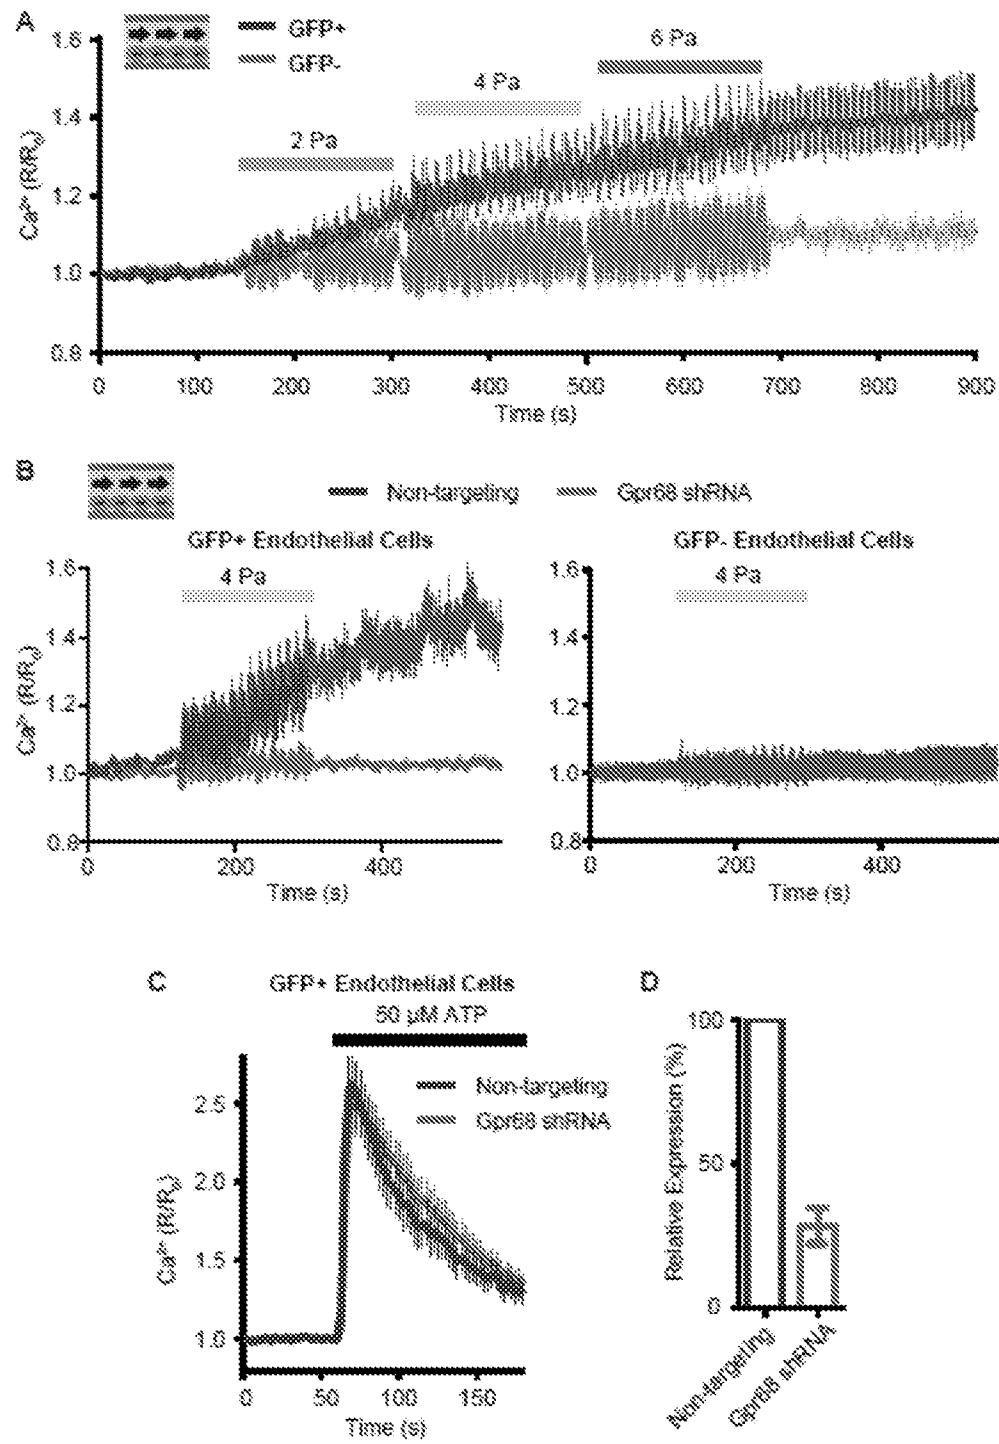 A
GFP+
GFP-
2 Pa
4 Pa
6 Pa
Ca²⁺ (R/R₀)
1.6
1.4
1.2
1.0
0.8
0 100 200 300 400 500 600 700 800 900
Time (s)
B
Non-targeting Gpr68 shRNA
GFP+ Endothelial Cells
4 Pa
Ca²⁺ (R/R₀)
1.6
1.4
1.2
1.0
0.8
0 200 400
Time (s)
GFP- Endothelial Cells
4 Pa
1.6
1.4
1.2
1.0
0.8
0 200 400
Time (s)
C
GFP+ Endothelial Cells
50 µM ATP
Non-targeting
Gpr68 shRNA
Ca²⁺ (R/R₀)
2.5
2.0
1.5
1.0
0 50 100 150
Time (s)
D
Relative Expression (%)
100
50
0
Non-targeting
Gpr68 shRNA